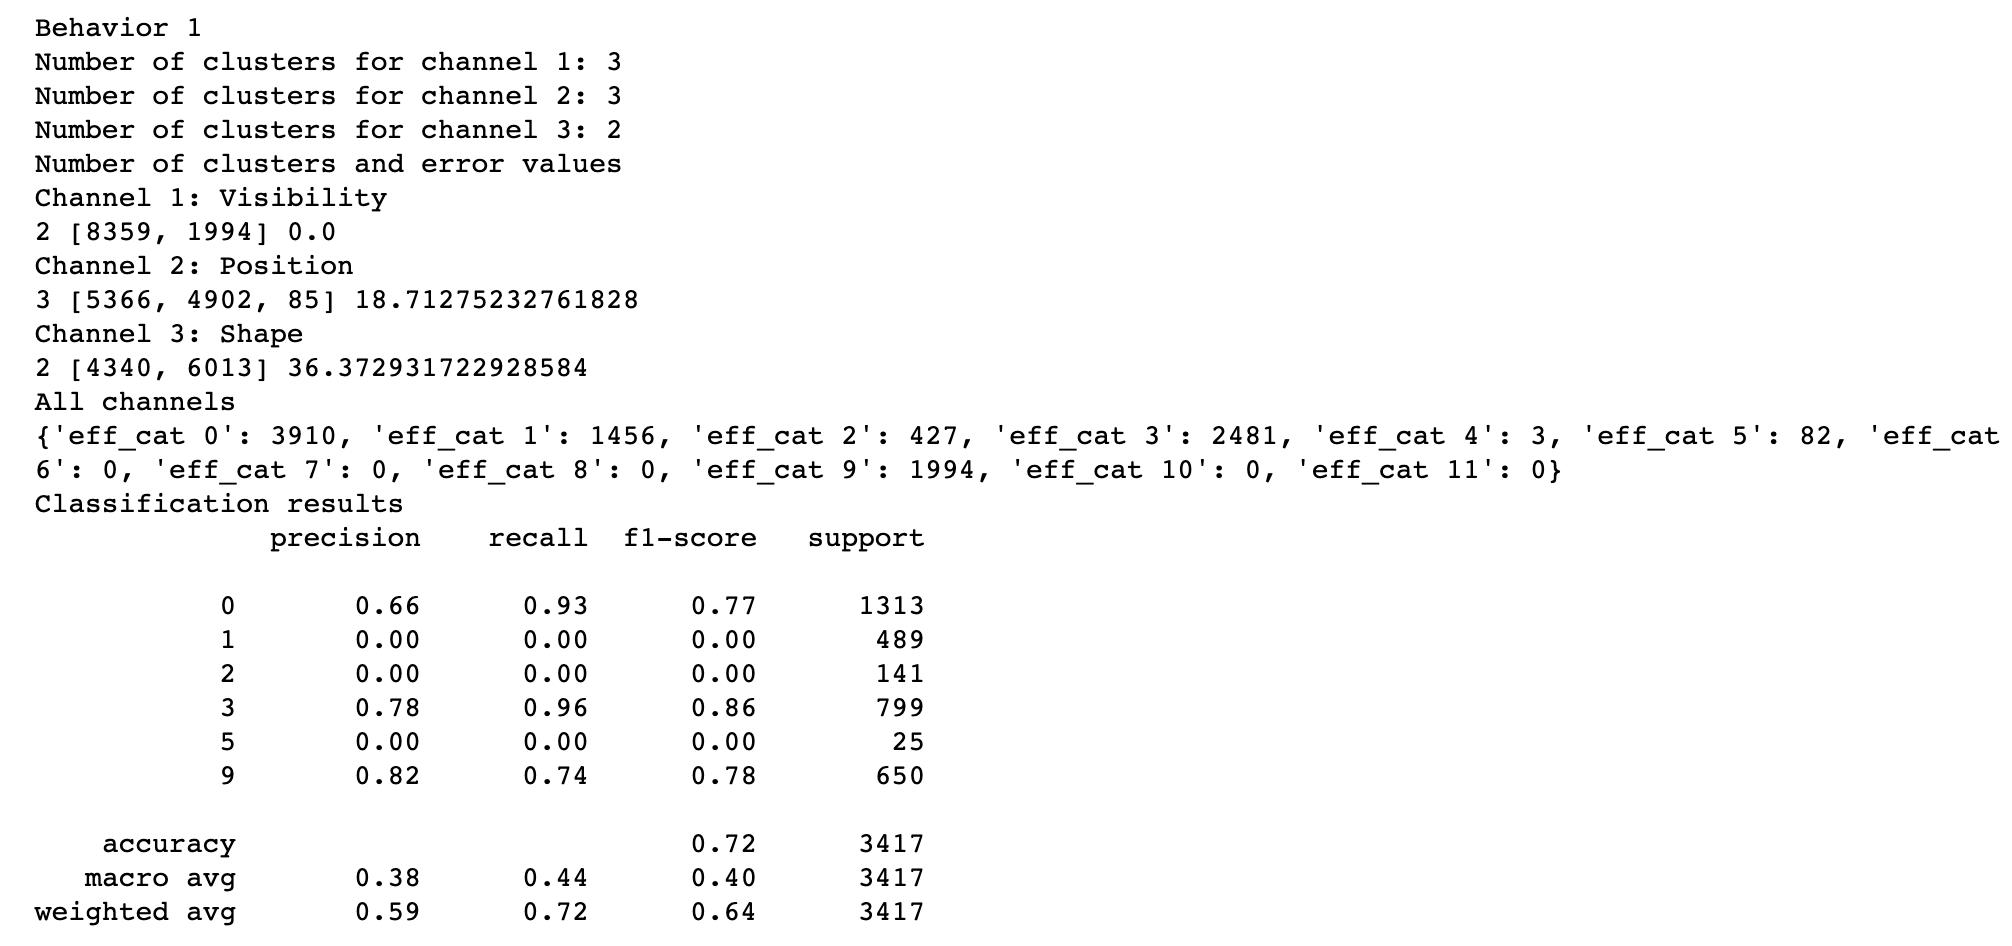 Behavior 1
Number of clusters for channel 1: 3
Number of clusters for channel 2: 3
Number of clusters for channel 3: 2
Number of clusters and error values
Channel 1: Visibility
2 [8359, 1994] 0.0
Channel 2: Position
3 [5366, 4902, 85] 18.71275232761828
Channel 3: Shape
2 [4340, 6013] 36.372931722928584
All channels
{'eff_cat 0': 3910, 'eff_cat 1': 1456, 'eff_cat 2': 427, 'eff_cat 3': 2481, 'eff_cat 4': 3, 'eff_cat 5': 82, 'eff_cat
6': 0, 'eff_cat 7': 0, 'eff_cat 8': 0, 'eff_cat 9': 1994, 'eff_cat 10': 0, 'eff_cat 11': 0}
Classification results
precision recall f1-score support
0 0.66 0.93 0.77 1313
1 0.00 0.00 0.00 489
2 0.00 0.00 0.00 141
3 0.78 0.96 0.86 799
5 0.00 0.00 0.00 25
9 0.82 0.74 0.78 650
accuracy 0.72 3417
macro avg 0.38 0.44 0.40 3417
weighted avg 0.59 0.72 0.64 3417